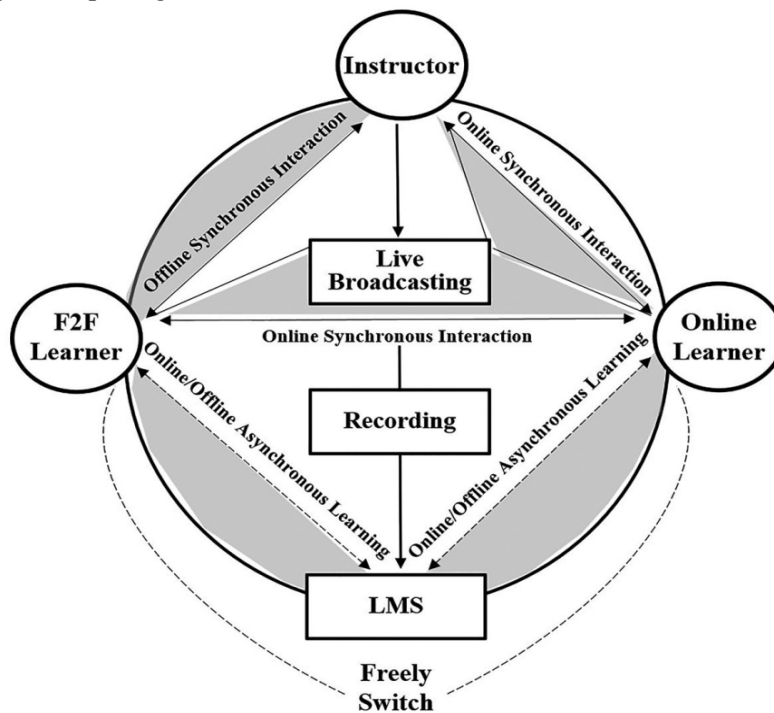 Instructor
Offline Synchronous Interaction
Online Synchronous Interaction
Live
Broadcasting
F2F
Learner
Online
Learner
Online Synchronous Interaction
Online/Offline Asynchronous Learning
Online/Offline Asynchronous Learning
Recording
LMS
Freely
Switch